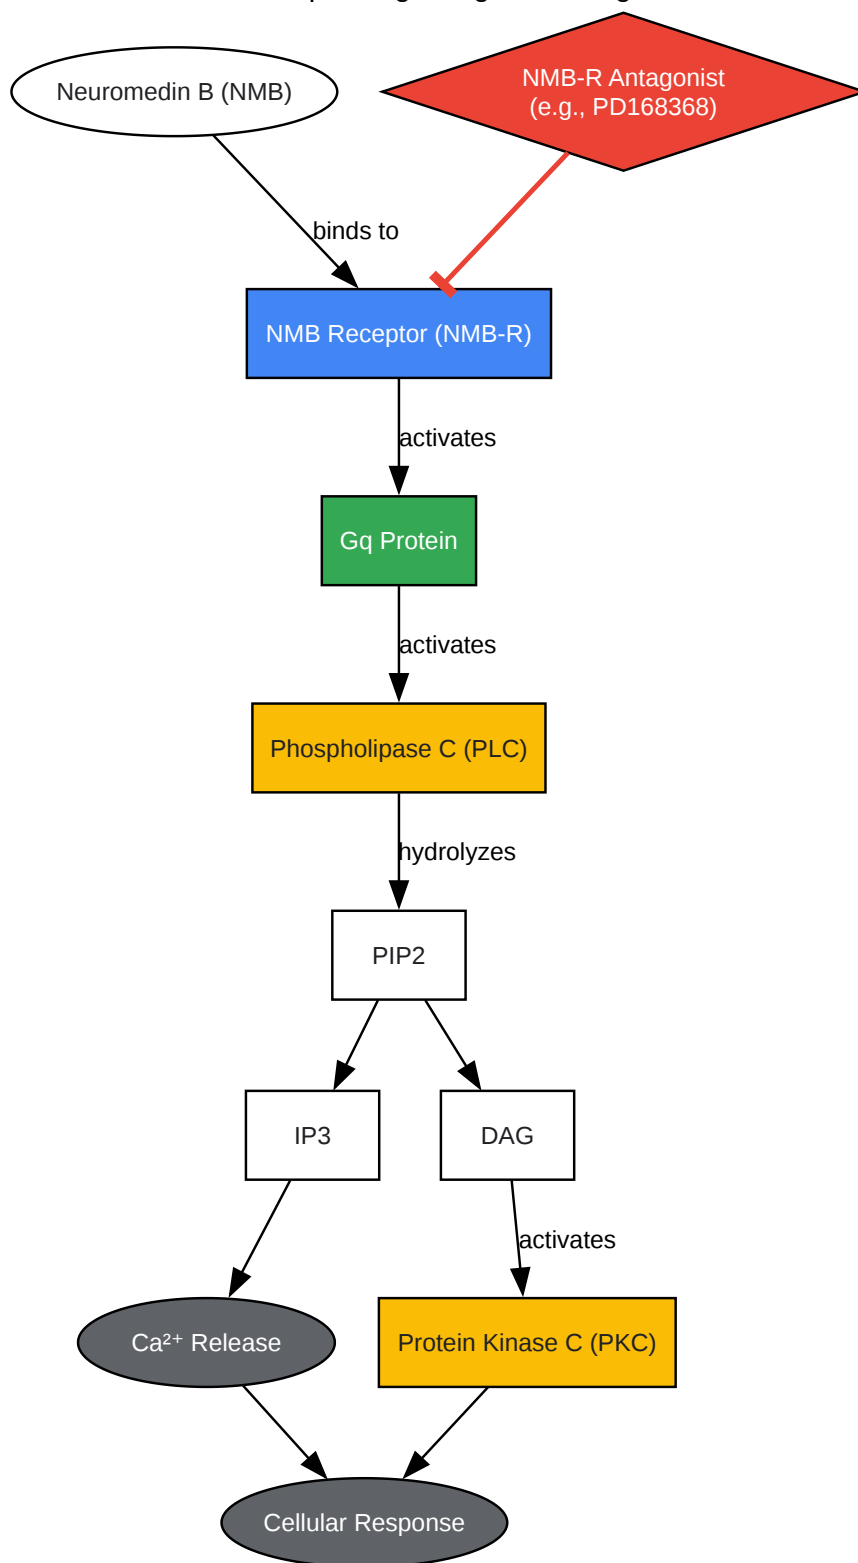 Neuromedin B (NMB)
NMB-R Antagonist
(e.g., PD168368)
binds to
NMB Receptor (NMB-R)
activates
Gq Protein
activates
Phospholipase C (PLC)
hydrolyzes
PIP2
IP3
DAG
activates
Ca²⁺ Release
Protein Kinase C (PKC)
Cellular Response